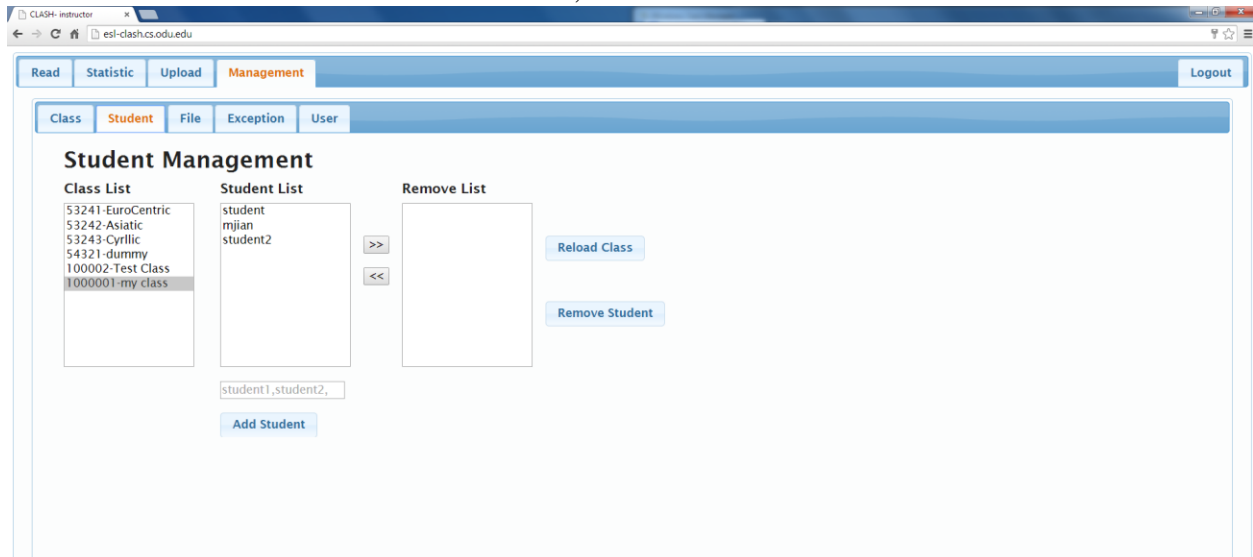 CLASH- instructor
esl-clash.cs.odu.edu
Read Statistic Upload Management Logout
Class Student File Exception User
Student Management
Class List Student List Remove List
53241-EuroCentric
53242-Asiatic
53243-Cyrllic
54321-dummy
100002-Test Class
1000001-my class
student
mjian
student2
>>
<<
Reload Class
Remove Student
student1,student2,
Add Student